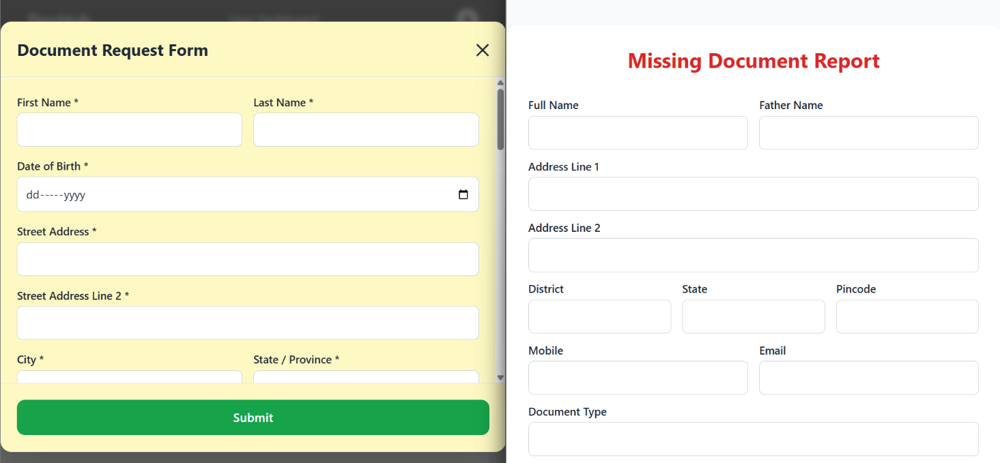 Document Request Form
First Name *
Last Name *
Date of Birth *
dd-----yyyy
Street Address *
Street Address Line 2 *
City *
State / Province *
Submit
Missing Document Report
Full Name
Father Name
Address Line 1
Address Line 2
District
State
Pincode
Mobile
Email
Document Type